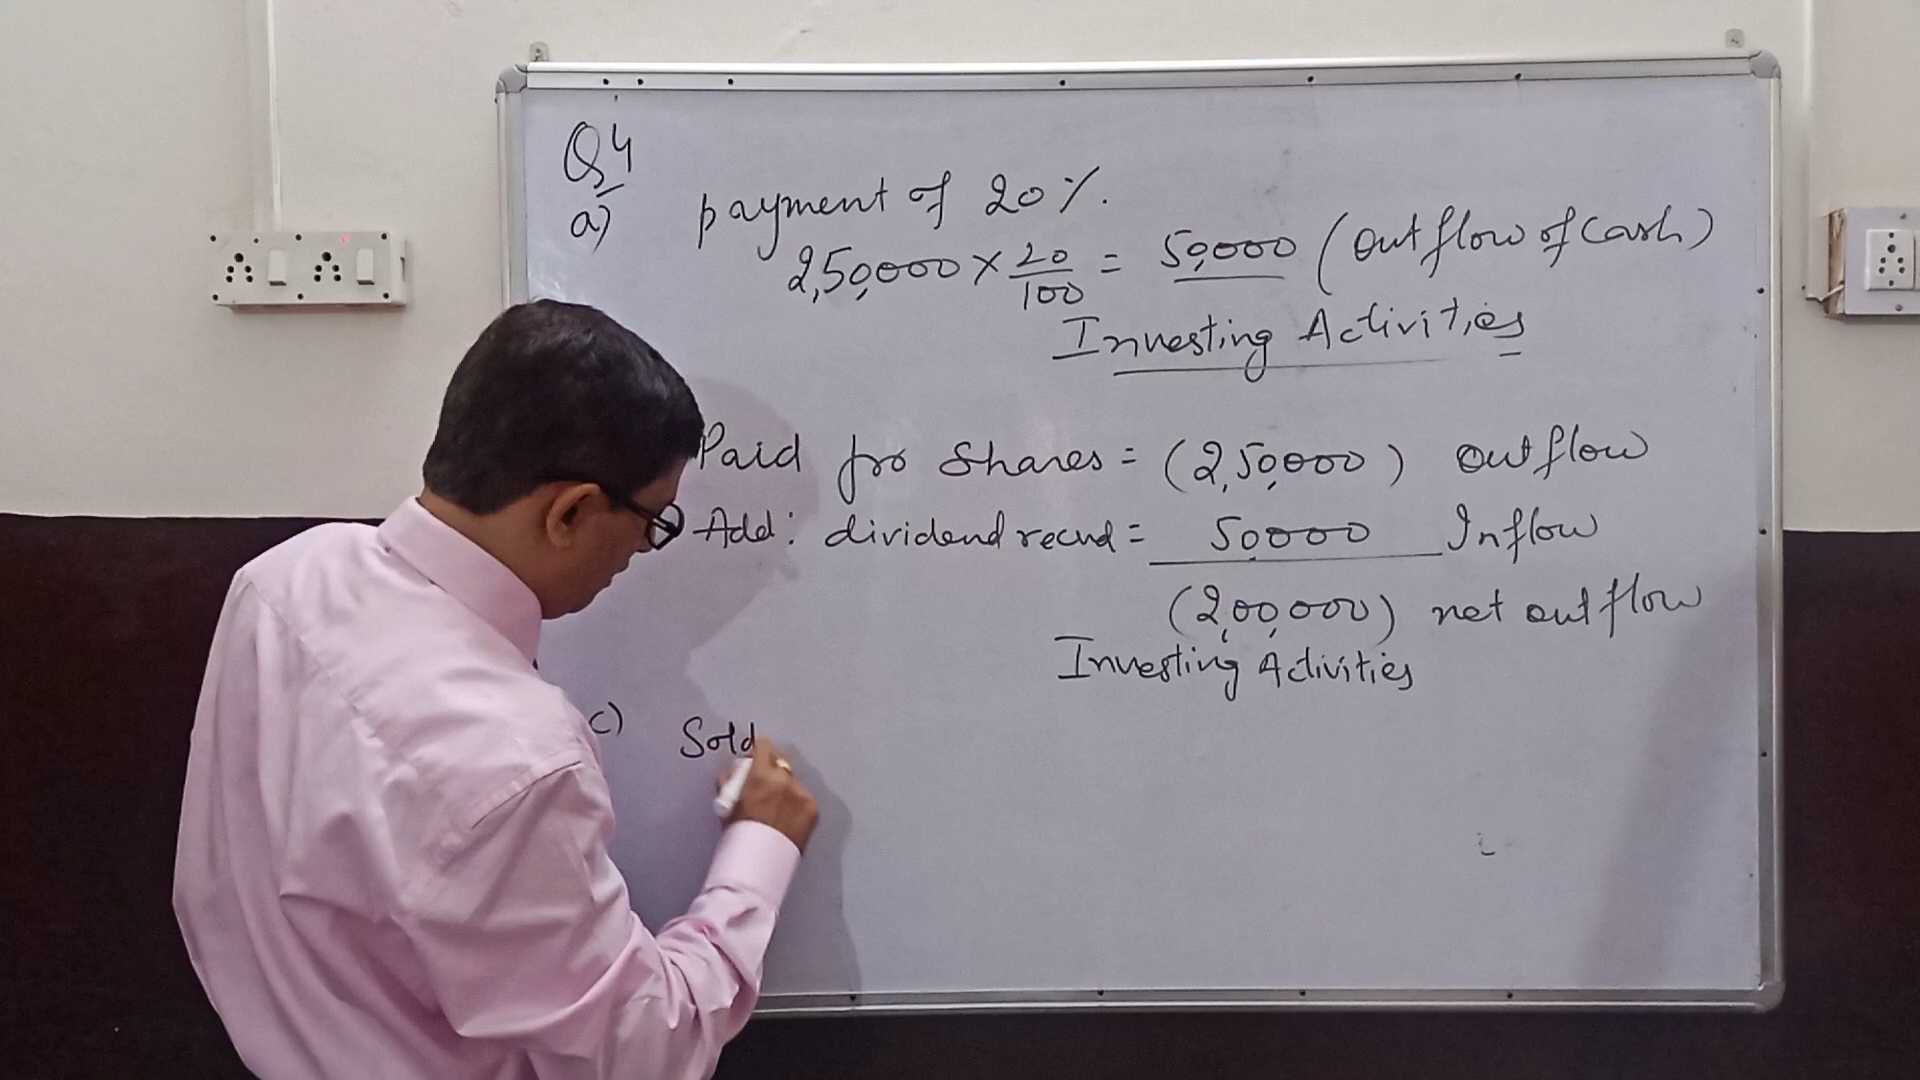 Q4
a) payment of 20%.
2,50,000 × 20/100 = 50,000 (outflow of cash)
Investing Activities
Paid for Shares = (2,50,000) outflow
Add: dividend recvd = 50,000 Inflow
(2,00,000) net outflow
Investing Activities
c) Sold